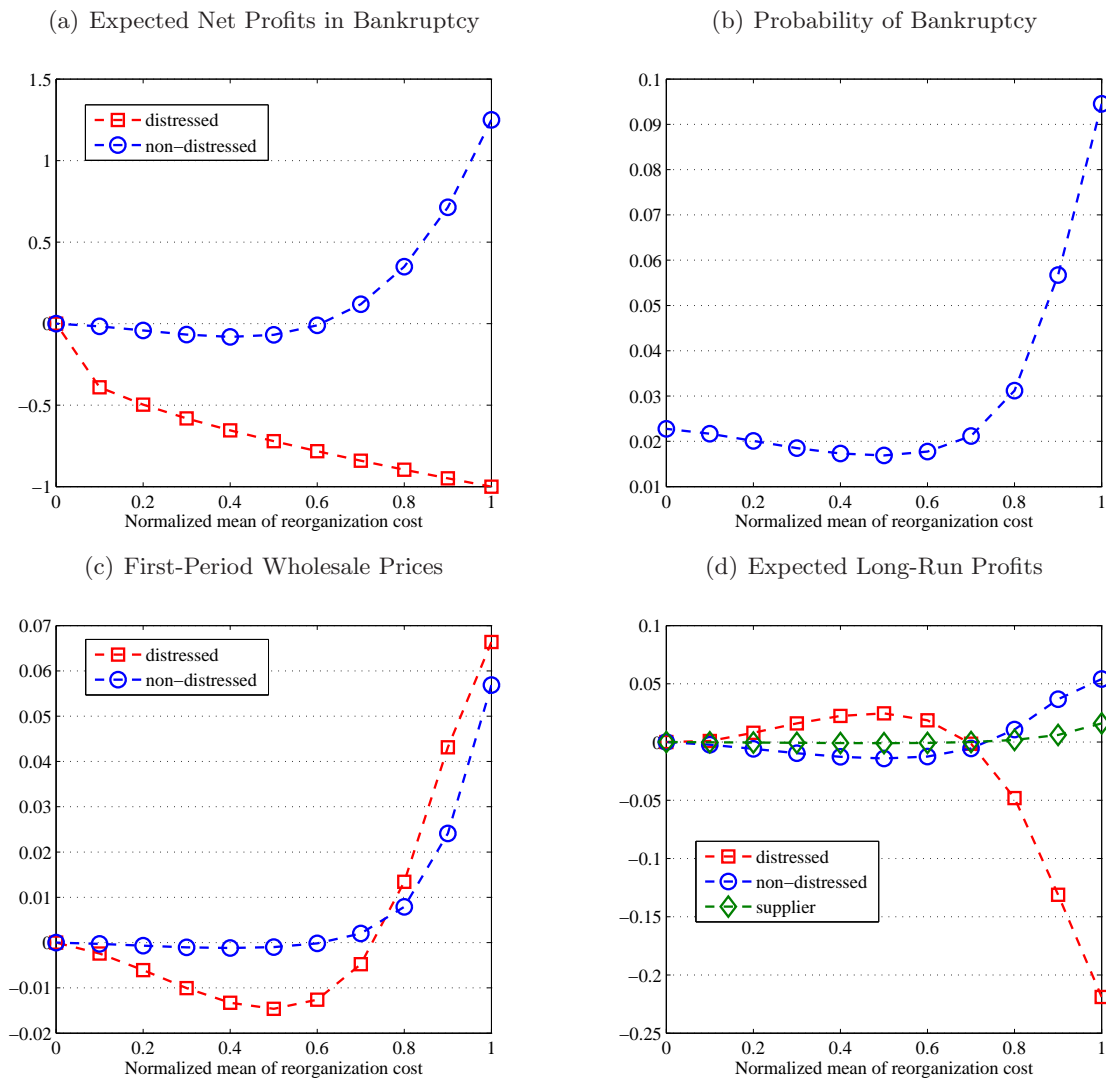 (a) Expected Net Profits in Bankruptcy
1.5
1
0.5
0
−0.5
−1
distressed
non−distressed
0 0.2 0.4 0.6 0.8 1
Normalized mean of reorganization cost
(b) Probability of Bankruptcy
0.1
0.09
0.08
0.07
0.06
0.05
0.04
0.03
0.02
0.01
0 0.2 0.4 0.6 0.8 1
Normalized mean of reorganization cost
(c) First-Period Wholesale Prices
0.07
0.06
0.05
0.04
0.03
0.02
0.01
0
−0.01
−0.02
distressed
non−distressed
0 0.2 0.4 0.6 0.8 1
Normalized mean of reorganization cost
(d) Expected Long-Run Profits
0.1
0.05
0
−0.05
−0.1
−0.15
−0.2
−0.25
distressed
non−distressed
supplier
0 0.2 0.4 0.6 0.8 1
Normalized mean of reorganization cost